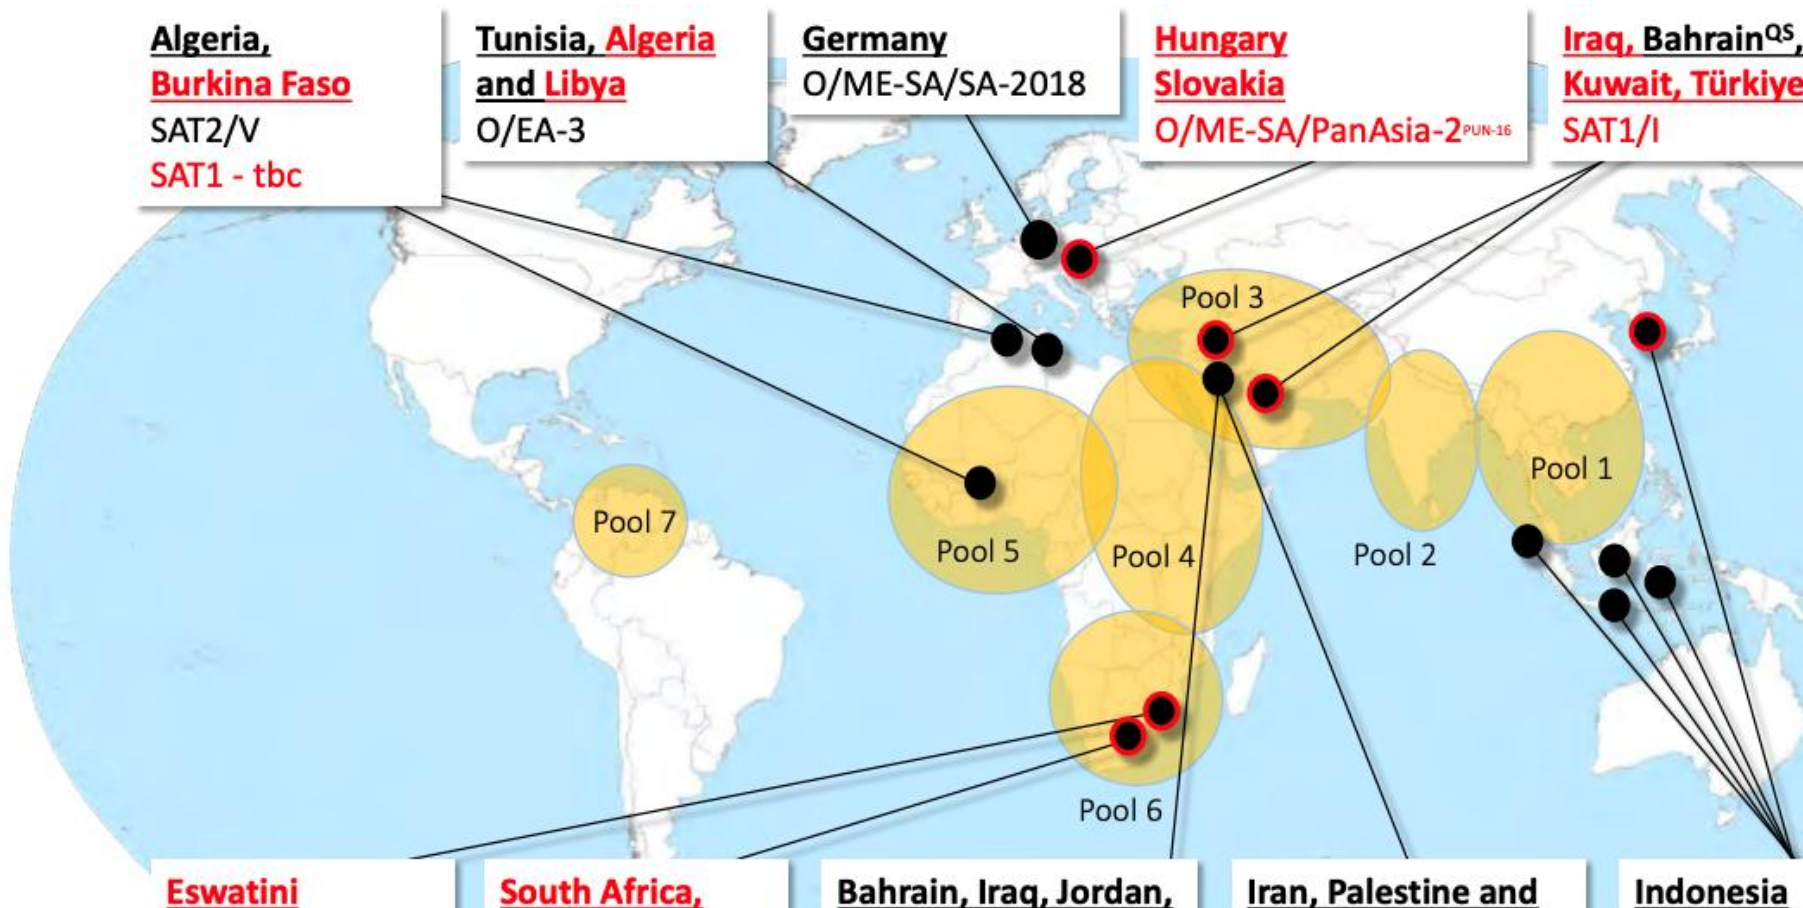 Algeria,
Burkina Faso
SAT2/V
SAT1 - tbc
Tunisia, Algeria
and Libya
O/EA-3
Germany
O/ME-SA/SA-2018
Hungary
Slovakia
O/ME-SA/PanAsia-2PUN-16
Iraq, BahrainQS,
Kuwait, Türkiye
SAT1/I
Pool 3
Pool 1
Pool 7
Pool 5
Pool 4
Pool 2
Pool 6
Eswatini
South Africa,
Bahrain, Iraq, Jordan,
Iran, Palestine and
Indonesia